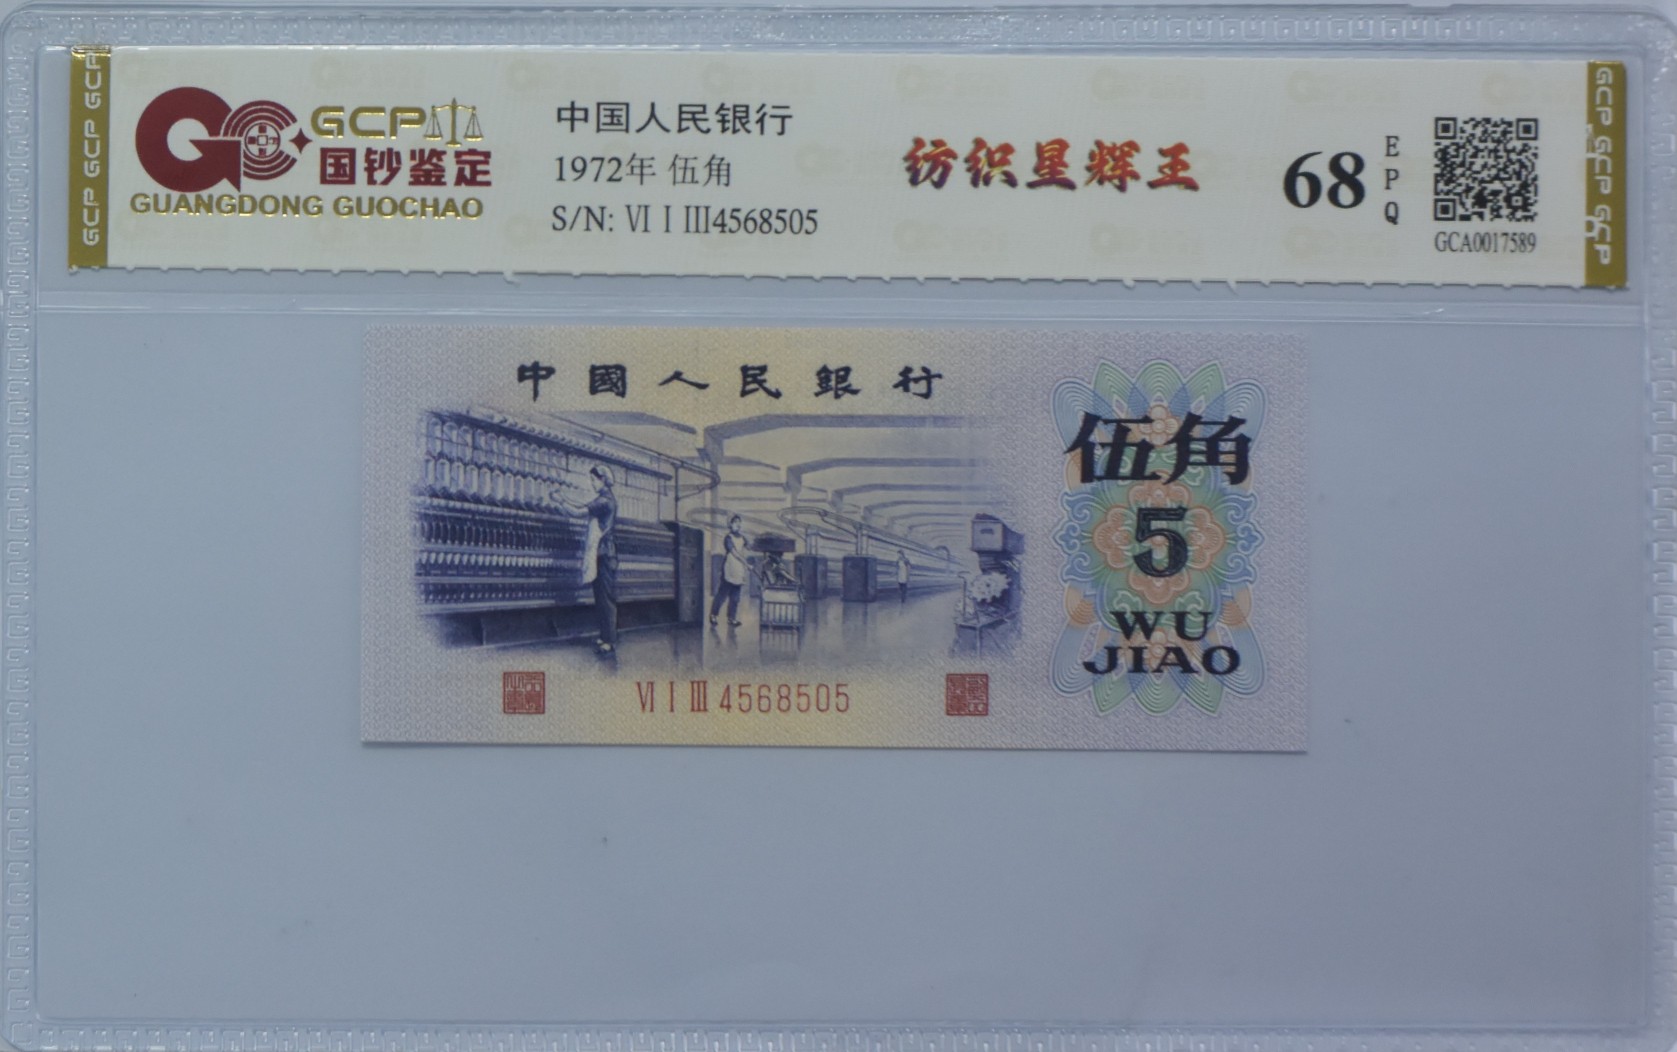 GCP
国钞鉴定
GUANGDONG GUOCHAO
中国人民银行
1972年 伍角
S/N: Ⅵ Ⅰ Ⅲ4568505
纺织星辉王
68
EPQ
GCA0017589
GCP GCP GCP
GCP GCP GCP
中國人民銀行
伍角
5
WU
JIAO
Ⅵ Ⅰ Ⅲ 4568505